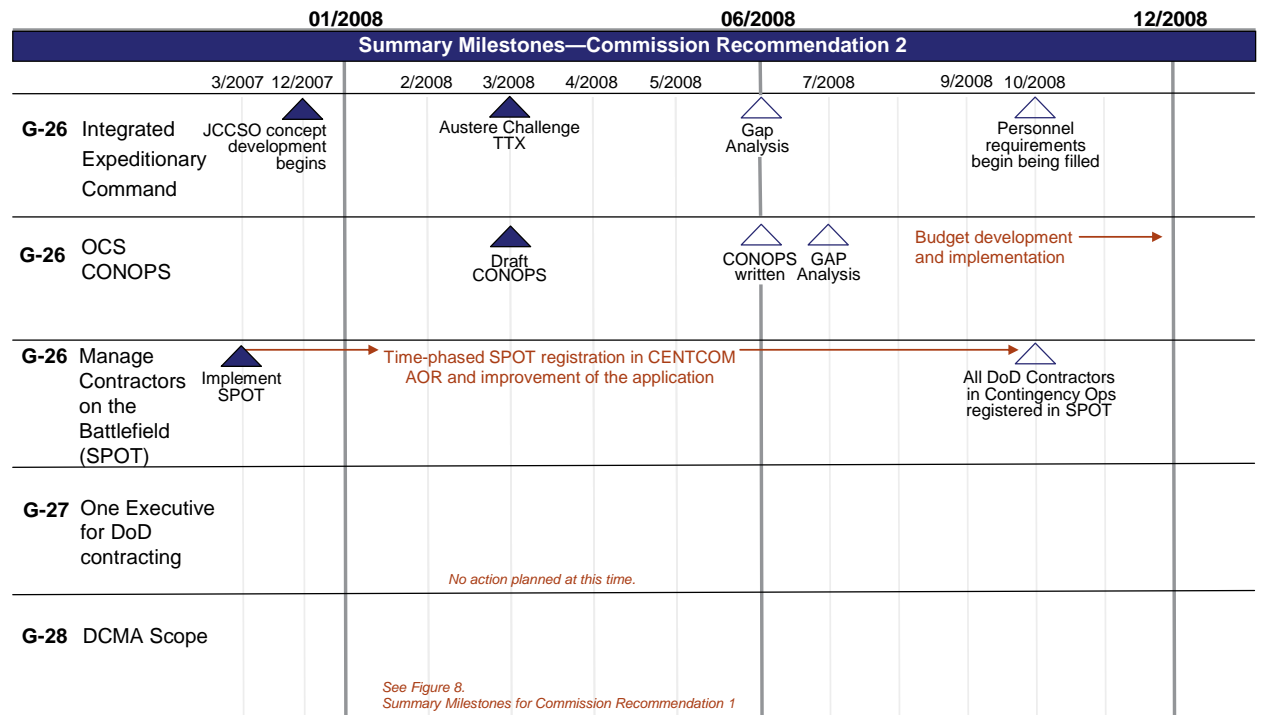 01/2008 06/2008 12/2008
Summary Milestones—Commission Recommendation 2
3/2007 12/2007 2/2008 3/2008 4/2008 5/2008 7/2008 9/2008 10/2008
G-26 Integrated
Expeditionary
Command
JCCSO concept
development
begins
Austere Challenge
TTX
Gap
Analysis
Personnel
requirements
begin being filled
G-26 OCS
CONOPS
Draft
CONOPS
CONOPS
written
GAP
Analysis
Budget development
and implementation
G-26 Manage
Contractors
on the
Battlefield
(SPOT)
Implement
SPOT
Time-phased SPOT registration in CENTCOM
AOR and improvement of the application
All DoD Contractors
in Contingency Ops
registered in SPOT
G-27 One Executive
for DoD
contracting
No action planned at this time.
G-28 DCMA Scope
See Figure 8.
Summary Milestones for Commission Recommendation 1